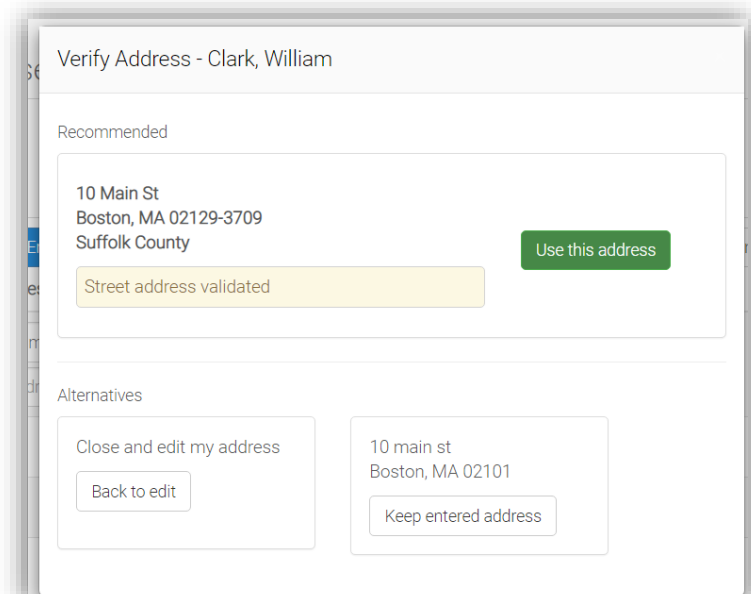 Verify Address - Clark, William
Recommended
10 Main St
Boston, MA 02129-3709
Suffolk County
Street address validated
Use this address
Alternatives
Close and edit my address
Back to edit
10 main st
Boston, MA 02101
Keep entered address